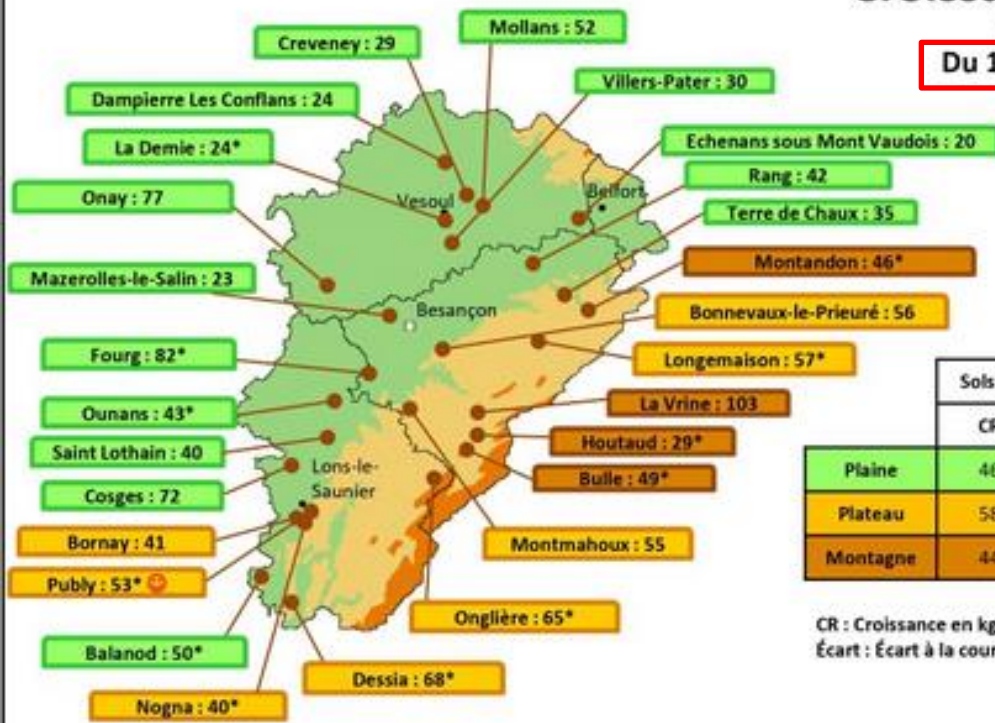 Mollans : 52
Creveney : 29
Du 1
Villers-Pater : 30
Dampierre Les Conflans : 24
Echenans sous Mont Vaudois : 20
La Demie : 24*
Rang : 42
Onay : 77
Vesoul
Belfort
Terre de Chaux : 35
Montandon : 46*
Mazerolles-le-Salin : 23
Besançon
Bonnevaux-le-Prieuré : 56
Fourg : 82*
Longemaison : 57*
Ounans : 43*
La Vrine : 103
Saint Lothain : 40
Houtaud : 29*
Lons-le-
Saunier
Bulle : 49*
Cosges : 72
Bornay : 41
Montmahoux : 55
Publy : 53*
Onglière : 65*
Balanod : 50*
Dessia : 68*
Nogna : 40*
Sols
CR
Plaine 46
Plateau 58
Montagne 44
CR : Croissance en kg
Écart : Écart à la cour